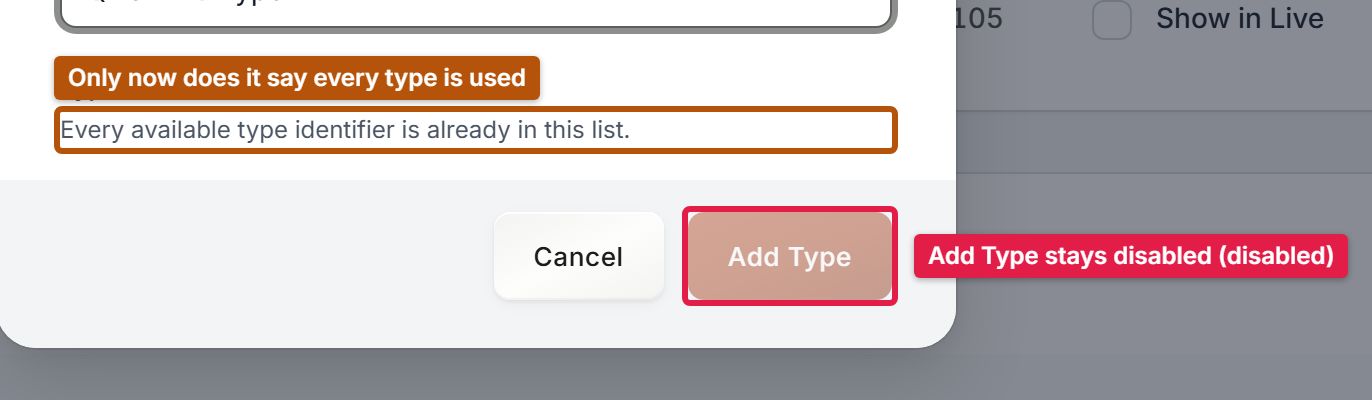 105
Show in Live
Only now does it say every type is used
Every available type identifier is already in this list.
Cancel
Add Type
Add Type stays disabled (disabled)